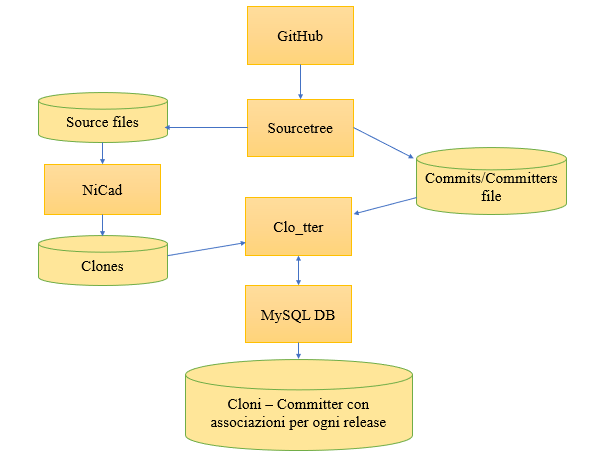 GitHub
Source files
Sourcetree
Commits/Committers
file
NiCad
Clo_tter
Clones
MySQL DB
Cloni – Committer con
associazioni per ogni release